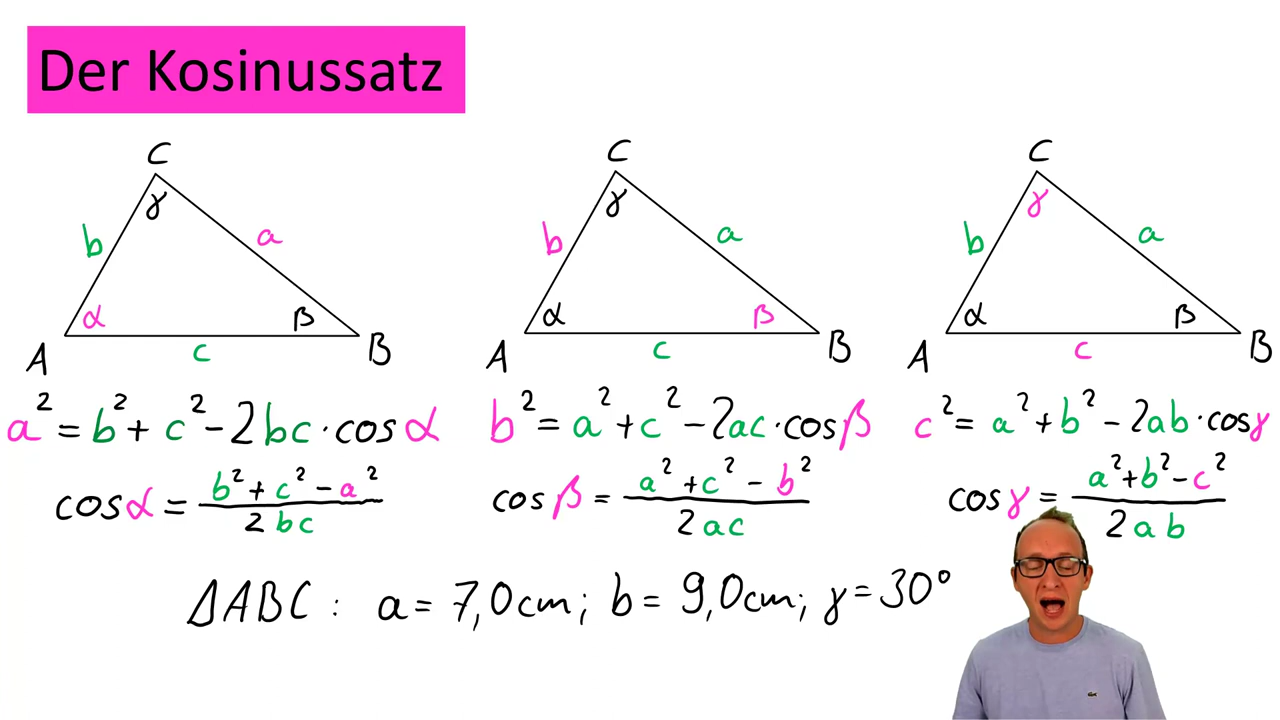 Der Kosinussatz
C C C
γ γ γ
b a b a b a
α β α β α β
A c B A c B A c B
a² = b² + c² - 2bc · cos α
b² = a² + c² - 2ac · cos β
c² = a² + b² - 2ab · cos γ
cos α = (b² + c² - a²) / (2bc)
cos β = (a² + c² - b²) / (2ac)
cos γ = (a² + b² - c²) / (2ab)
ΔABC: a = 7,0cm; b = 9,0cm; γ = 30°